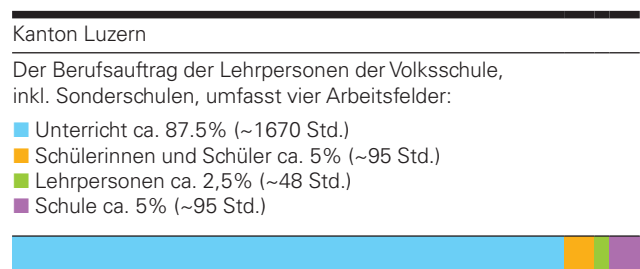 Kanton Luzern
Der Berufsauftrag der Lehrpersonen der Volksschule,
inkl. Sonderschulen, umfasst vier Arbeitsfelder:
Unterricht ca. 87.5% (~1670 Std.)
Schülerinnen und Schüler ca. 5% (~95 Std.)
Lehrpersonen ca. 2,5% (~48 Std.)
Schule ca. 5% (~95 Std.)